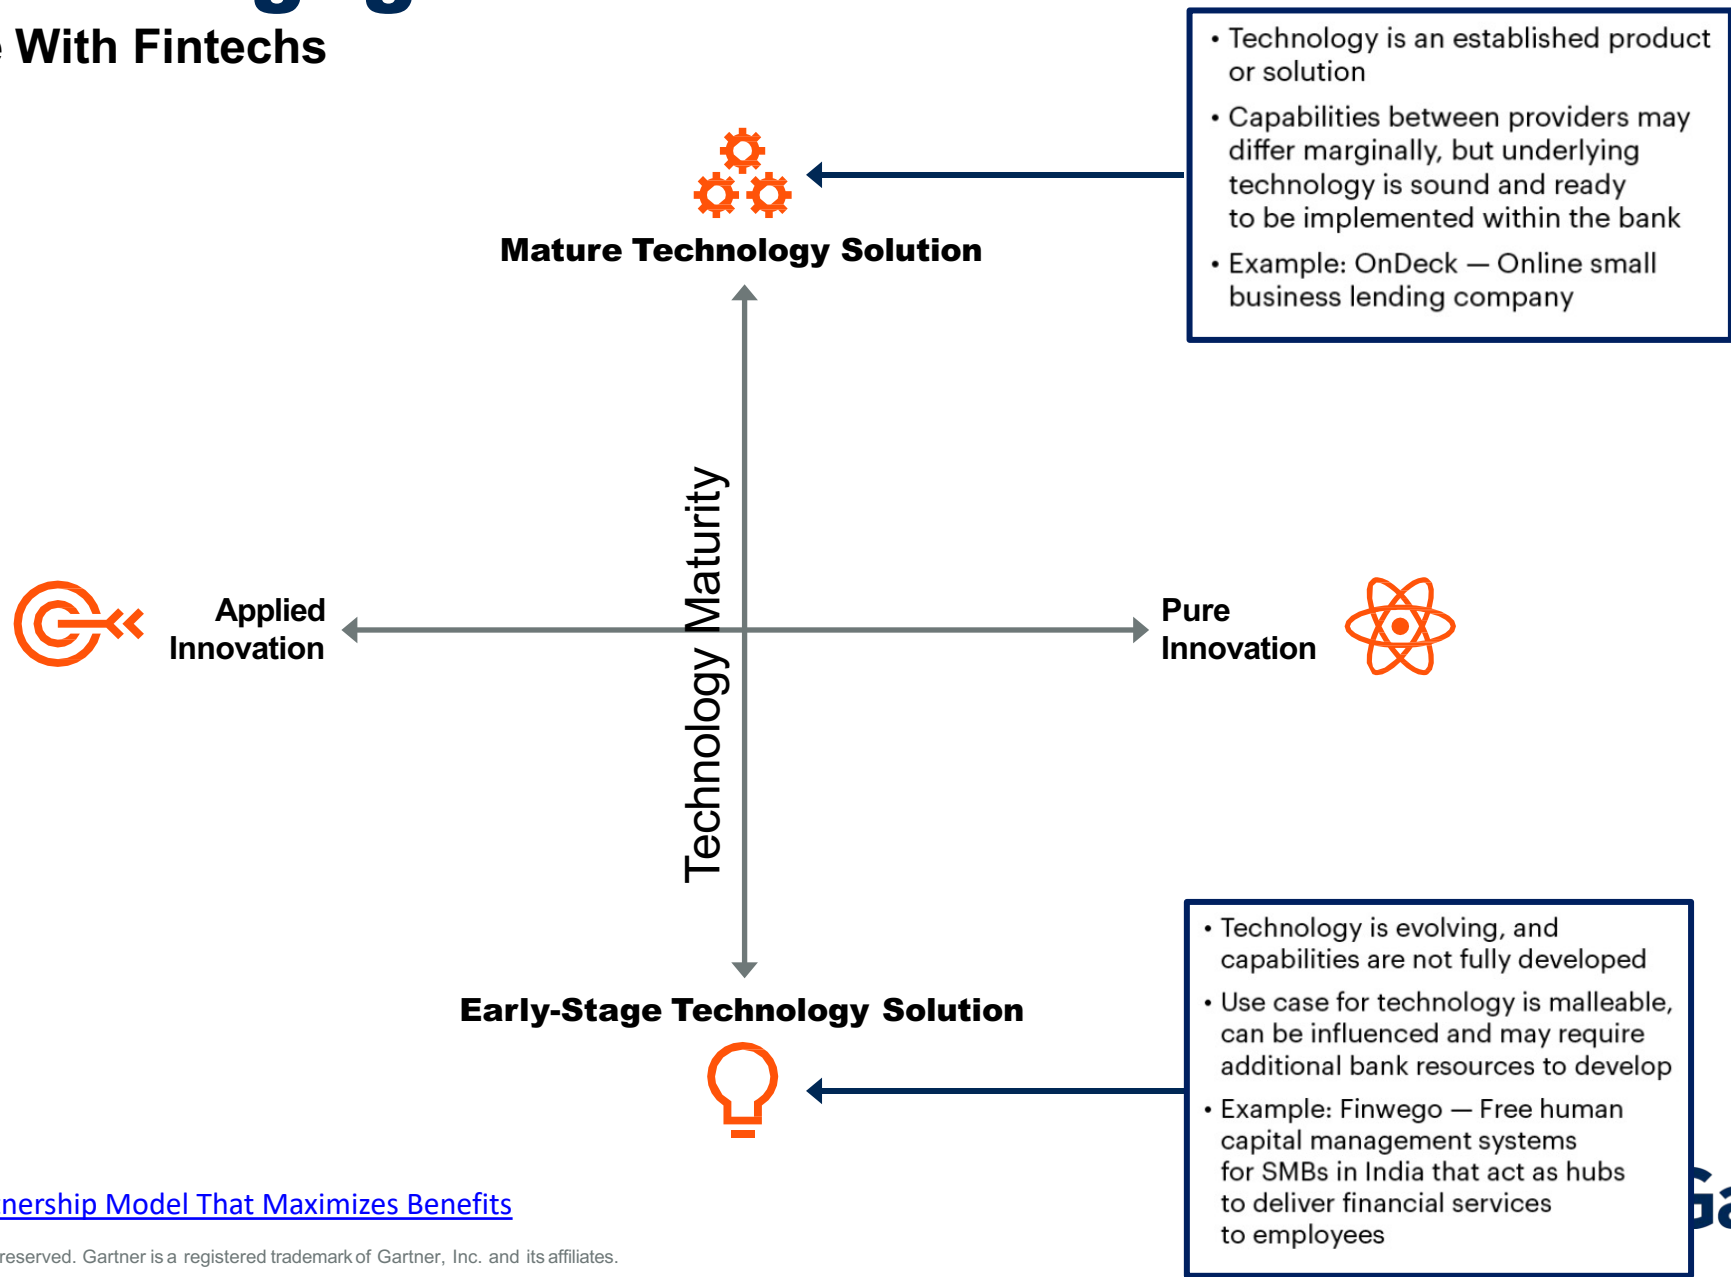 With Fintechs
• Technology is an established product
or solution
• Capabilities between providers may
differ marginally, but underlying
technology is sound and ready
to be implemented within the bank
• Example: OnDeck — Online small
business lending company
Mature Technology Solution
Technology Maturity
Applied
Innovation
Pure
Innovation
Early-Stage Technology Solution
• Technology is evolving, and
capabilities are not fully developed
• Use case for technology is malleable,
can be influenced and may require
additional bank resources to develop
• Example: Finwego — Free human
capital management systems
for SMBs in India that act as hubs
to deliver financial services
to employees
Model That Maximizes Benefits
reserved. Gartner is a registered trademark of Gartner, Inc. and its affiliates.